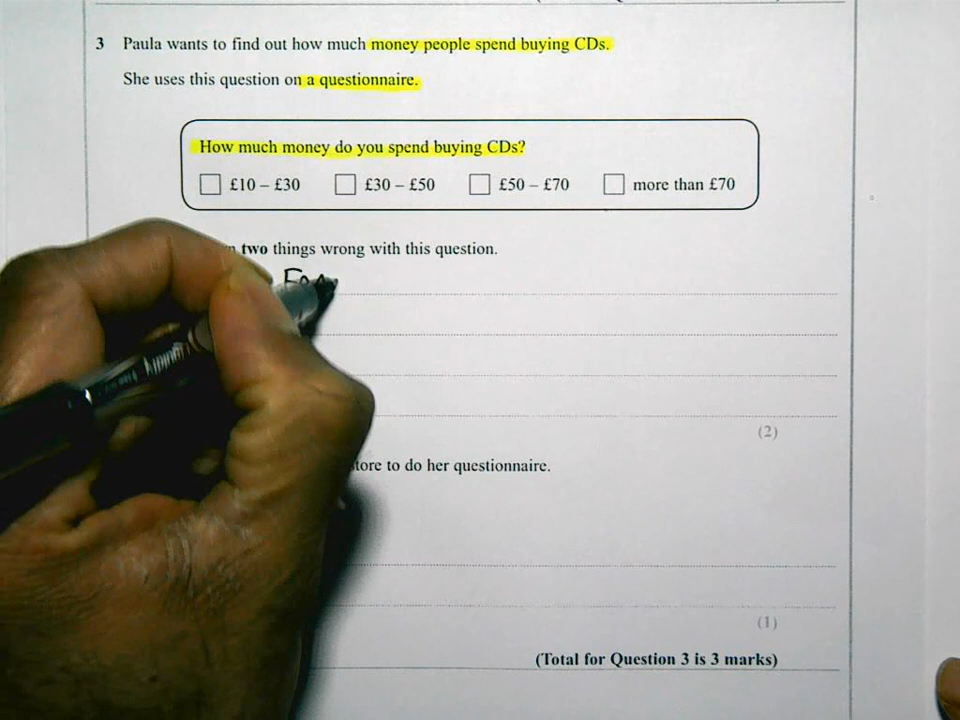 3 Paula wants to find out how much money people spend buying CDs.
She uses this question on a questionnaire.
How much money do you spend buying CDs?
£10 – £30 £30 – £50 £50 – £70 more than £70
two things wrong with this question.
(2)
to do her questionnaire.
(1)
(Total for Question 3 is 3 marks)